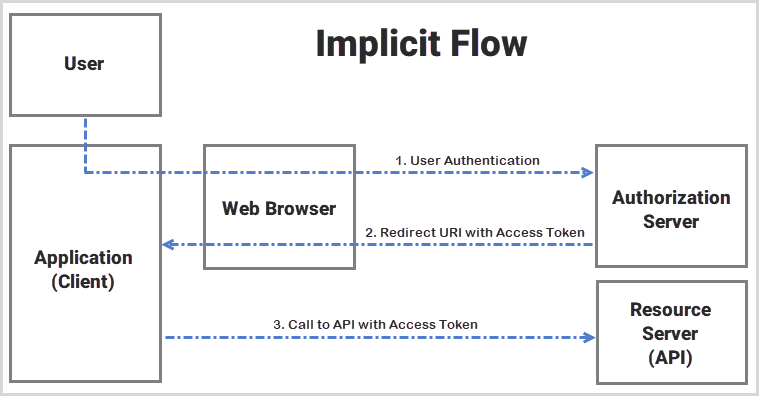 Implicit Flow
User
1. User Authentication
Web Browser
Authorization
Server
2. Redirect URI with Access Token
Application
(Client)
3. Call to API with Access Token
Resource
Server
(API)